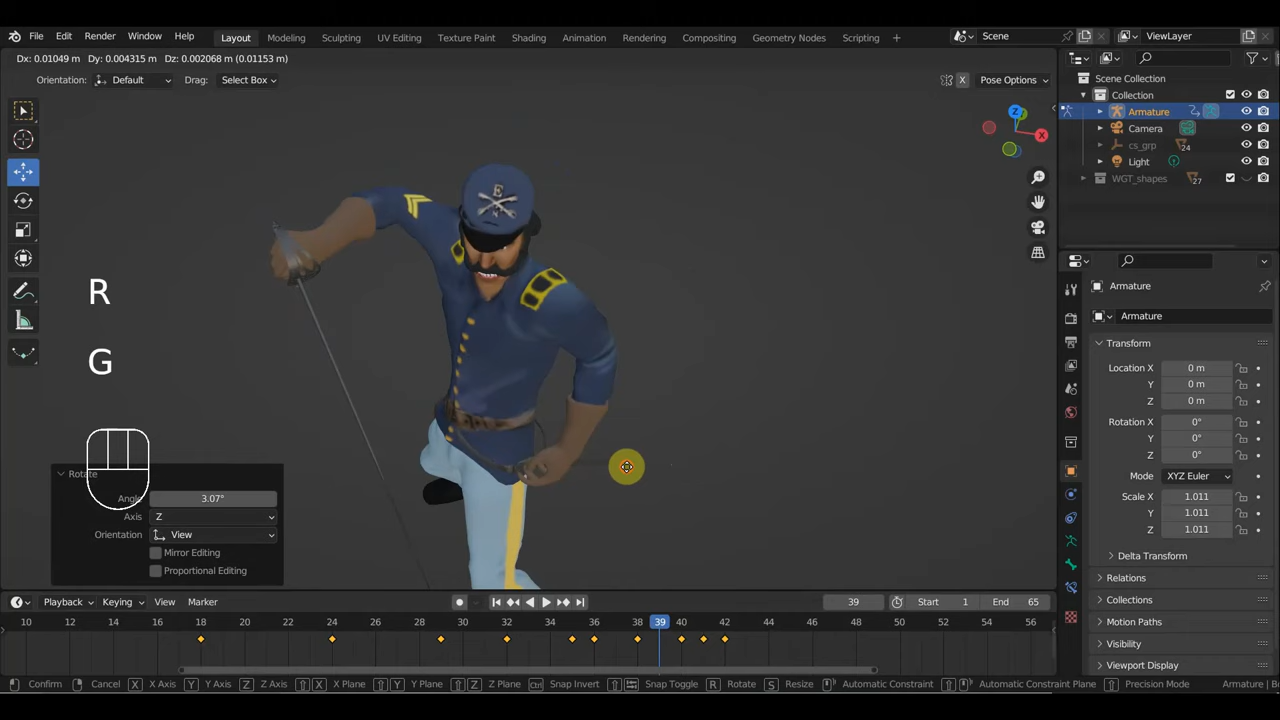 File Edit Render Window Help Layout Modeling Sculpting UV Editing Texture Paint Shading Animation Rendering Compositing Geometry Nodes Scripting + Scene ViewLayer
Dx: 0.01049 m Dy: 0.004315 m Dz: 0.002068 m (0.01153 m)
Orientation: Default Drag: Select Box X Pose Options
Scene Collection
Collection
Armature
Camera
cs_grp 24
Light
WGT_shapes 27
Z
X
E
R
G
Armature
Armature
Transform
Location X 0 m
Y 0 m
Z 0 m
Rotation X 0°
Y 0°
Z 0°
Mode XYZ Euler
Scale X 1.011
Y 1.011
Z 1.011
Delta Transform
Relations
Collections
Motion Paths
Visibility
Viewport Display
Rotate
Angle 3.07°
Axis Z
Orientation View
Mirror Editing
Proportional Editing
Playback Keying View Marker 39 Start 1 End 65
10 12 14 16 18 20 22 24 26 28 30 32 34 36 38 39 40 42 44 46 48 50 52 54 56
Confirm Cancel X X Axis Y Y Axis Z Z Axis X X Plane Y Y Plane Z Z Plane Ctrl Snap Invert Snap Toggle R Rotate S Resize Automatic Constraint Automatic Constraint Plane Precision Mode Armature